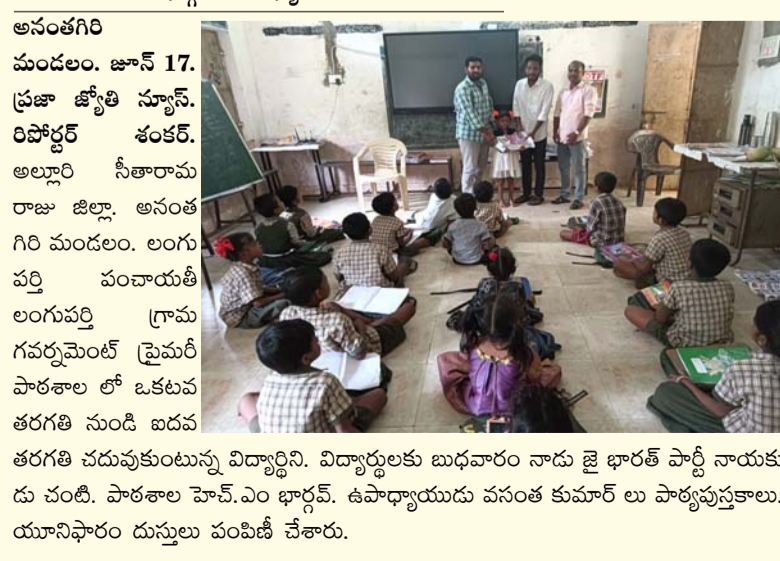 అనంతగిరి
మండలం. జూన్ 17.
ప్రజా జ్యోతి న్యూస్.
రిపోర్టర్ శంకర్.
అల్లూరి సీతారామ
రాజు జిల్లా. అనంత
గిరి మండలం. లంగు
పర్తి పంచాయతీ
లంగుపర్తి గ్రామ
గవర్నమెంట్ ప్రైమరీ
పాఠశాల లో ఒకటవ
తరగతి నుండి ఐదవ
తరగతి చదువుకుంటున్న విద్యార్థిని. విద్యార్థులకు బుధవారం నాడు జై భారత్ పార్టీ నాయకు
డు చంటి. పాఠశాల హెచ్.ఎం భార్గవ్. ఉపాధ్యాయుడు వసంత కుమార్ లు పాఠ్యపుస్తకాలు.
యూనిఫారం దుస్తులు పంపిణీ చేశారు.